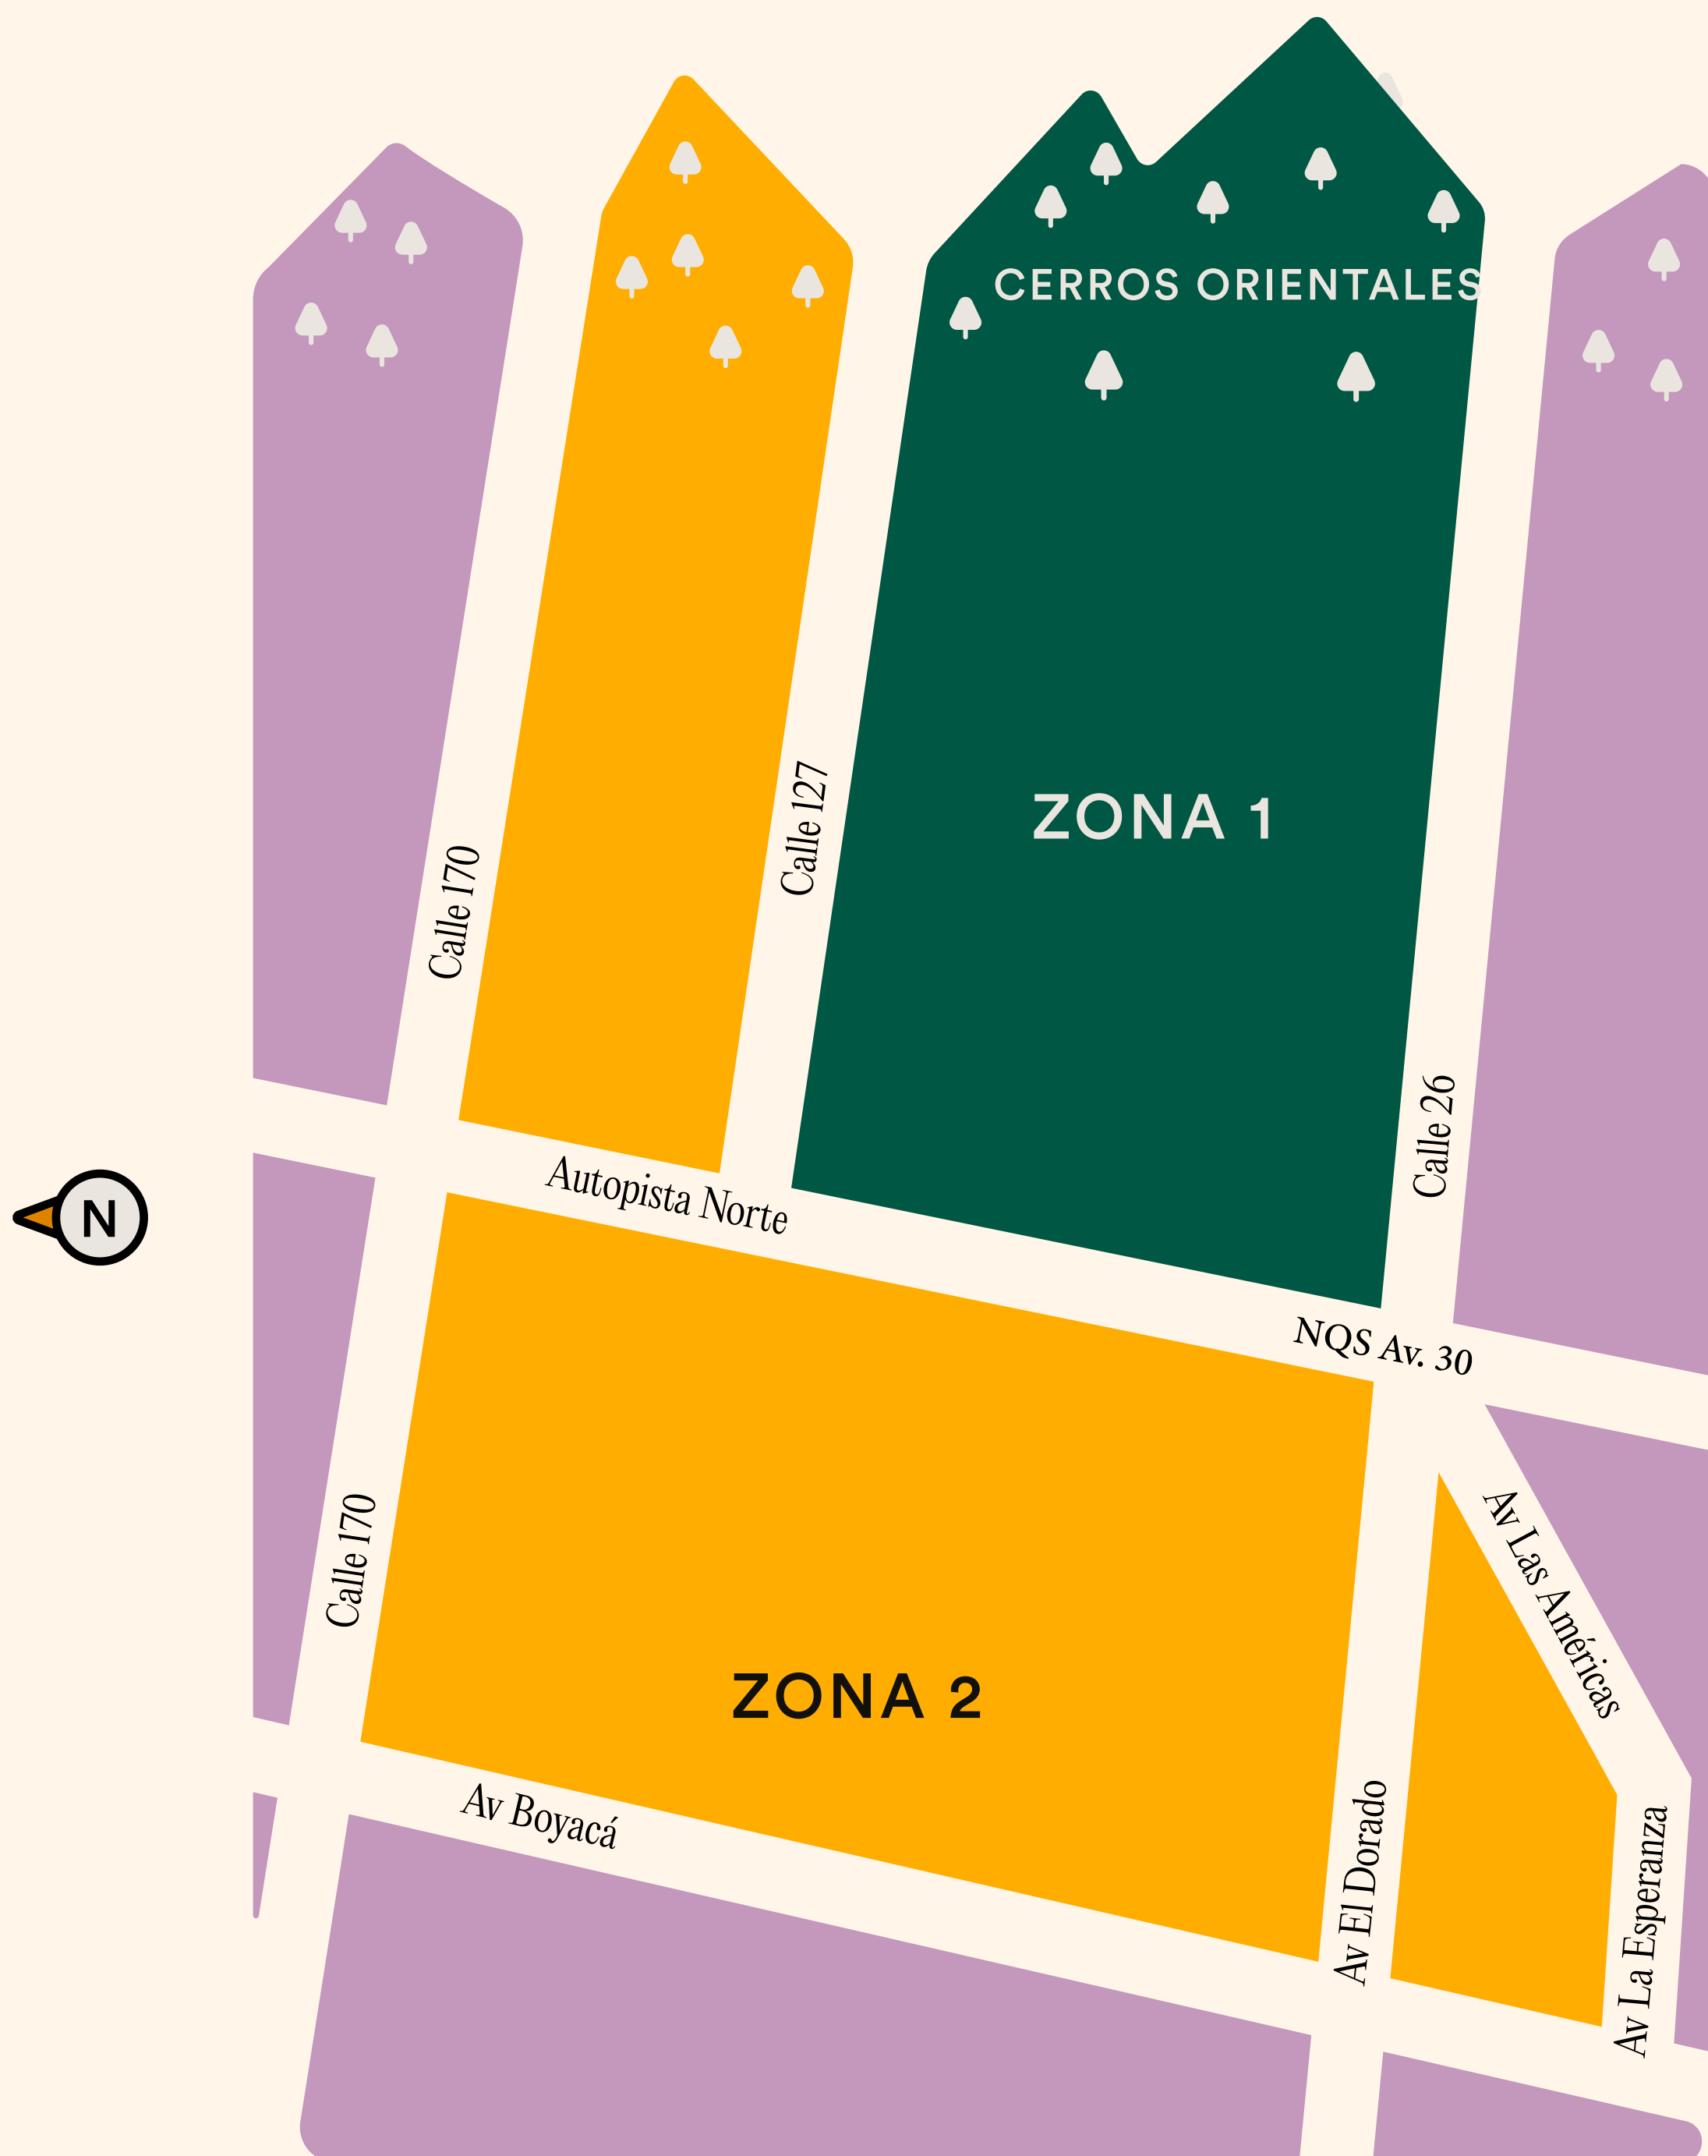 CERROS ORIENTALES
ZONA 1
Calle 127
Calle 170
Calle 26
Autopista Norte
N
NQS Av. 30
Av Las Américas
Calle 170
ZONA 2
Av Boyacá
Av El Dorado
Av La Esperanza